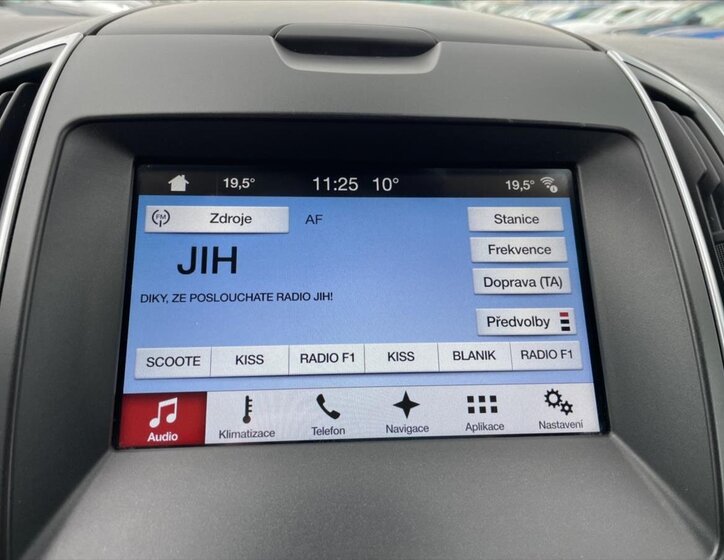 19,5° 11:25 10° 19,5°
FM Zdroje AF Stanice
JIH Frekvence
DIKY, ZE POSLOUCHATE RADIO JIH! Doprava (TA)
Předvolby
SCOOTE KISS RADIO F1 KISS BLANIK RADIO F1
Audio Klimatizace Telefon Navigace Aplikace Nastavení